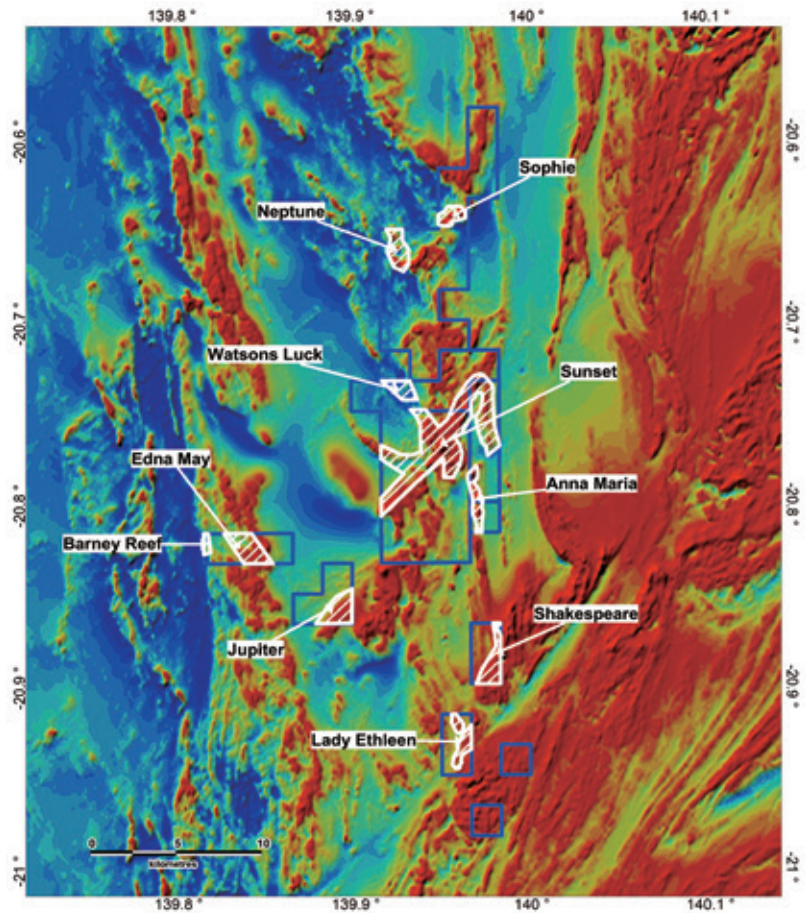 139.8 ° 139.9 ° 140 ° 140.1 °
-20.6 ° -20.6 °
Sophie
Neptune
-20.7 ° -20.7 °
Watsons Luck
Sunset
Edna May
Anna Maria
-20.8 ° -20.8 °
Barney Reef
Shakespeare
Jupiter
-20.9 ° -20.9 °
Lady Ethleen
0 5 10
kilometres
-21 ° -21 °
139.8 ° 139.9 ° 140 ° 140.1 °